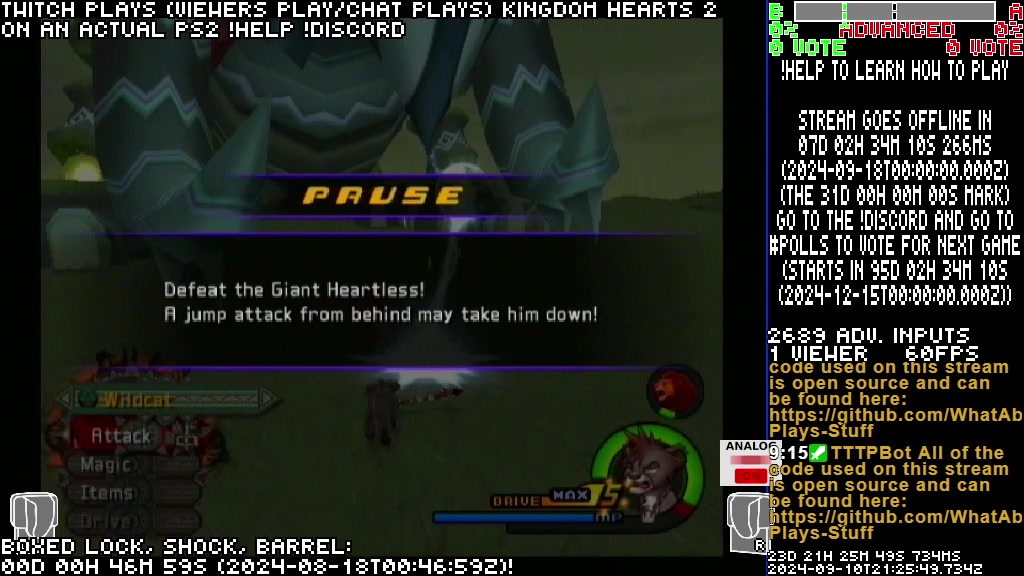 TWITCH PLAYS (VIEWERS PLAY/CHAT PLAYS) KINGDOM HEARTS 2
ON AN ACTUAL PS2 !HELP !DISCORD
PAUSE
Defeat the Giant Heartless!
A jump attack from behind may take him down!
Wildcat
Attack
Magic
Items
Drive
DRIVE MAX 5
MP
ANALOG
BOXED LOCK, SHOCK, BARREL:
00D 00H 46M 59S (2024-08-18T00:46:59Z)!
B A
0% ADVANCED 0%
0 VOTE 0 VOTE
!HELP TO LEARN HOW TO PLAY
STREAM GOES OFFLINE IN
07D 02H 34M 10S 266MS
(2024-09-18T00:00:00.000Z)
(THE 31D 00H 00M 00S MARK)
GO TO THE !DISCORD AND GO TO
#POLLS TO VOTE FOR NEXT GAME
(STARTS IN 95D 02H 34M 10S
(2024-12-15T00:00:00.000Z))
2689 ADV. INPUTS
1 VIEWER 60FPS
code used on this stream
is open source and can
be found here:
https://github.com/WhatAb
Plays-Stuff
9:15 TTTPBot All of the
code used on this stream
is open source and can
be found here:
https://github.com/WhatAb
Plays-Stuff
R
23D 21H 25M 49S 734MS
2024-09-10T21:25:49.734Z